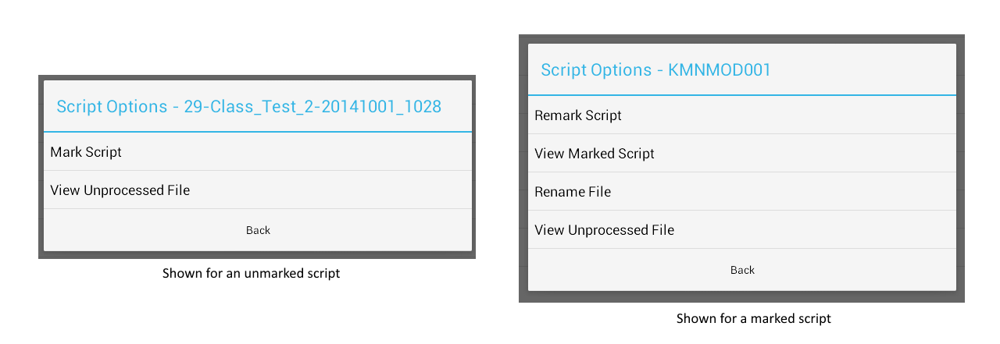 Script Options - 29-Class_Test_2-20141001_1028
Mark Script
View Unprocessed File
Back
Shown for an unmarked script
Script Options - KMNMOD001
Remark Script
View Marked Script
Rename File
View Unprocessed File
Back
Shown for a marked script